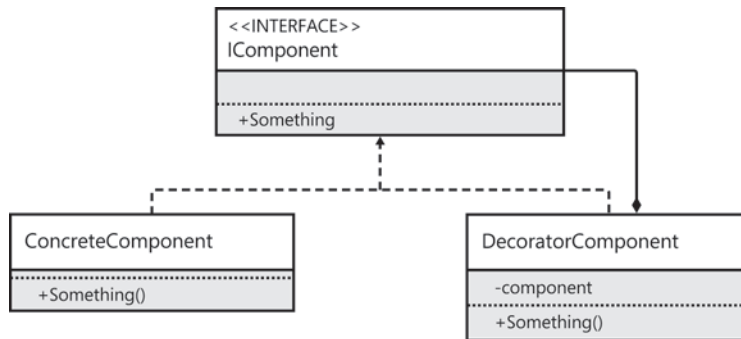 <<INTERFACE>>
IComponent
+Something
ConcreteComponent
+Something()
DecoratorComponent
-component
+Something()